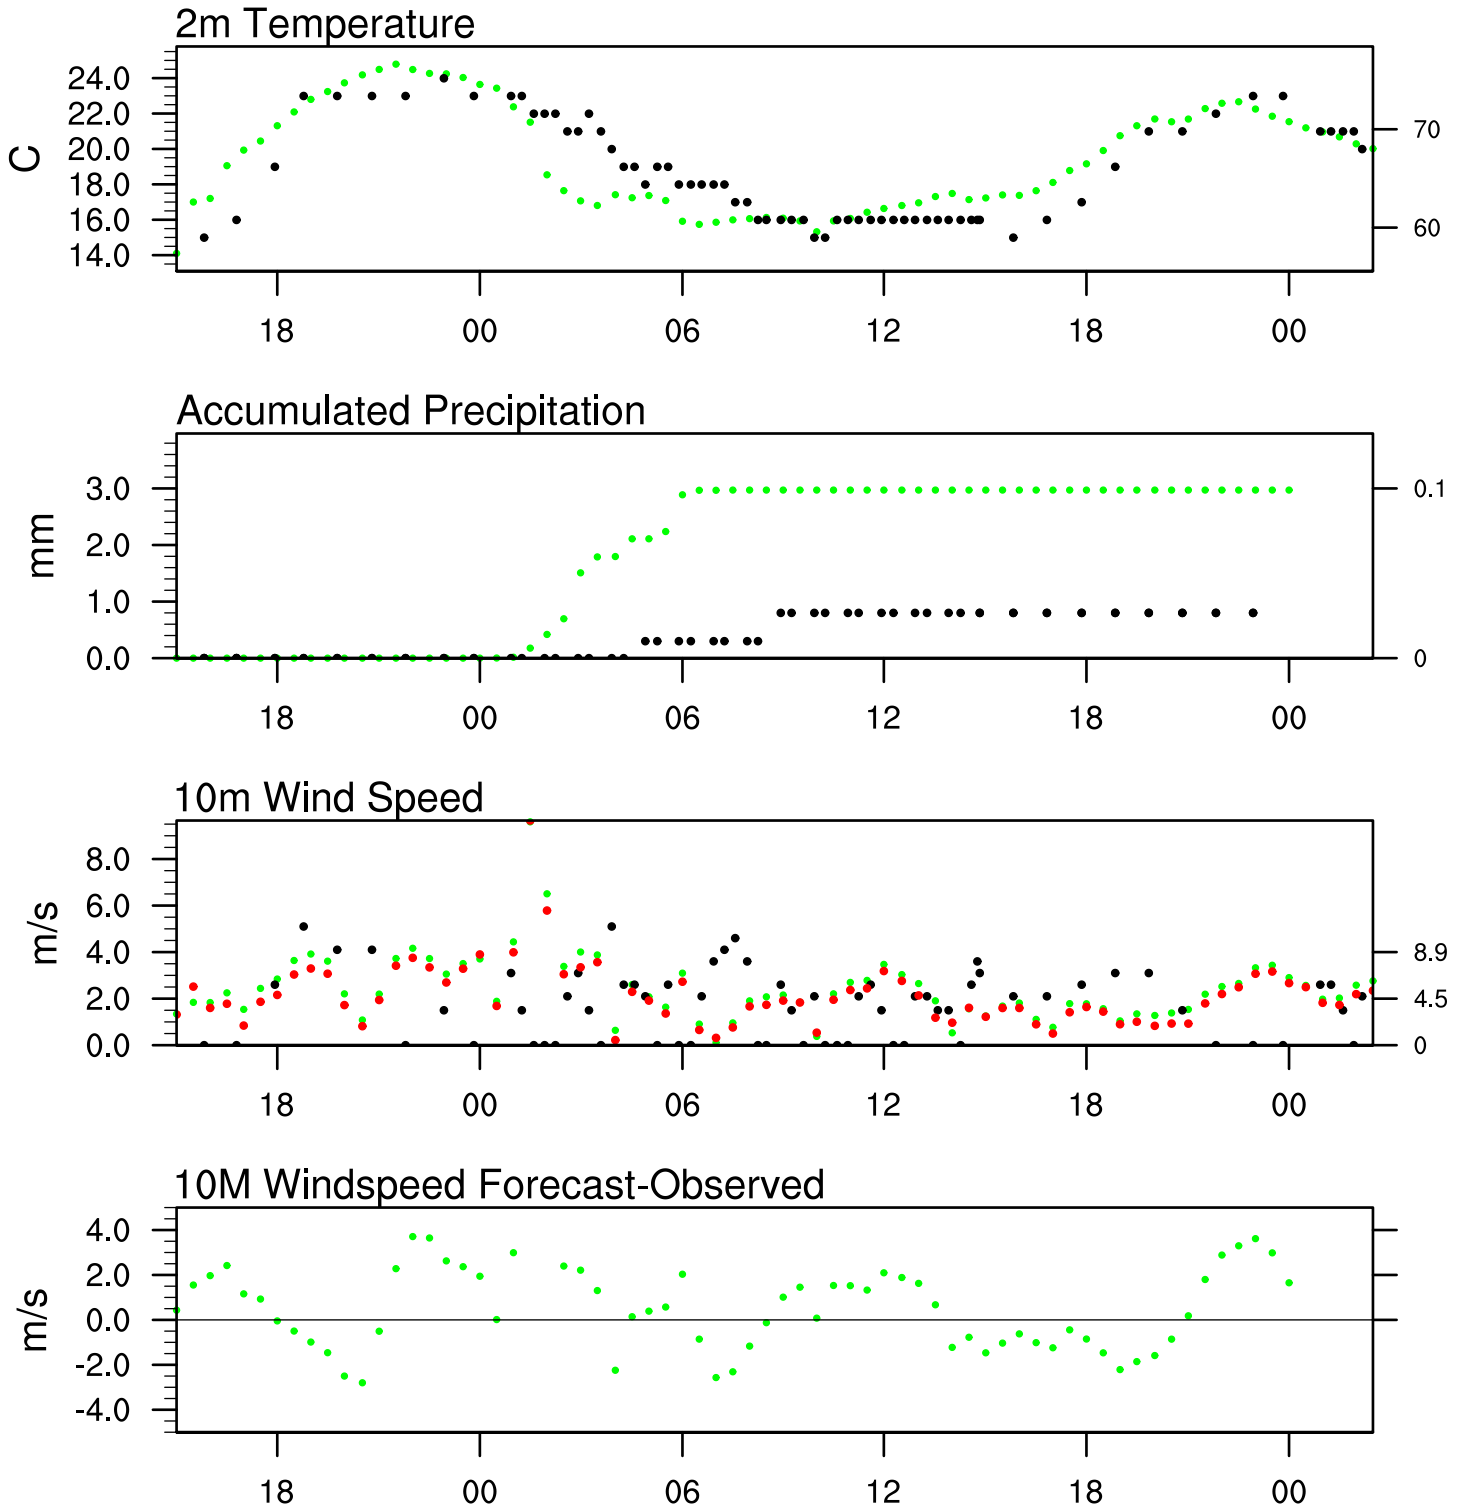 2m Temperature
24.0
22.0
20.0
18.0
16.0
14.0
C
70
60
18 00 06 12 18 00
Accumulated Precipitation
3.0
2.0
1.0
0.0
mm
0.1
0
18 00 06 12 18 00
10m Wind Speed
8.0
6.0
4.0
2.0
0.0
m/s
8.9
4.5
0
18 00 06 12 18 00
10M Windspeed Forecast-Observed
4.0
2.0
0.0
-2.0
-4.0
m/s
18 00 06 12 18 00